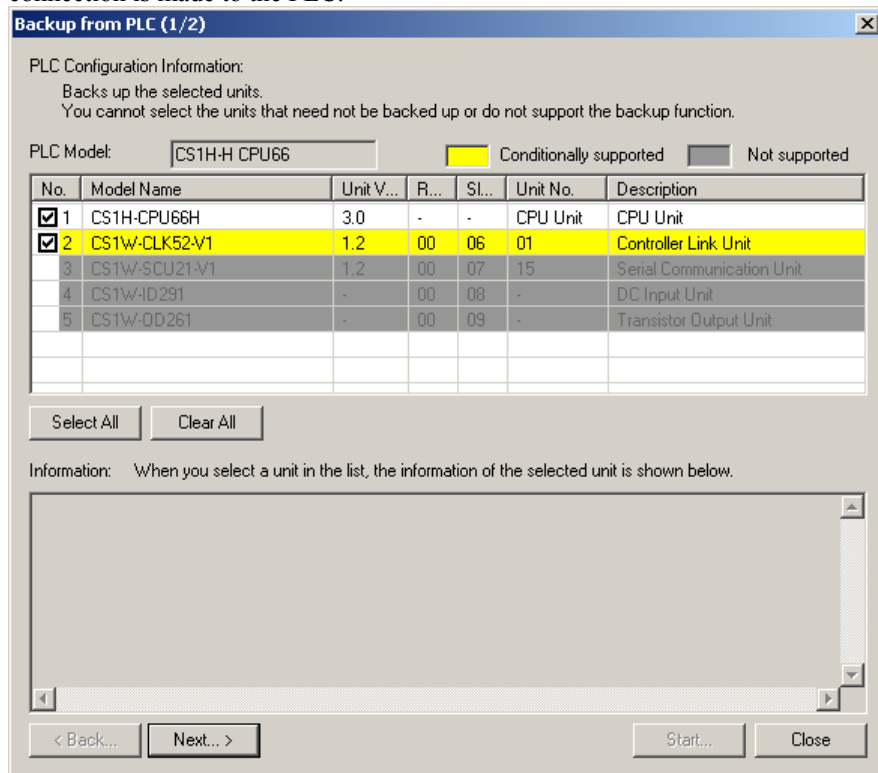 Backup from PLC (1/2)
PLC Configuration Information:
Backs up the selected units.
You cannot select the units that need not be backed up or do not support the backup function.
PLC Model: CS1H-H CPU66 Conditionally supported Not supported
No. Model Name Unit V... R... Sl... Unit No. Description
1 CS1H-CPU66H 3.0 - - CPU Unit CPU Unit
2 CS1W-CLK52-V1 1.2 00 06 01 Controller Link Unit
3 CS1W-SCU21-V1 1.2 00 07 15 Serial Communication Unit
4 CS1W-ID291 - 00 08 - DC Input Unit
5 CS1W-OD261 - 00 09 - Transistor Output Unit
Select All Clear All
Information: When you select a unit in the list, the information of the selected unit is shown below.
< Back... Next... > Start... Close